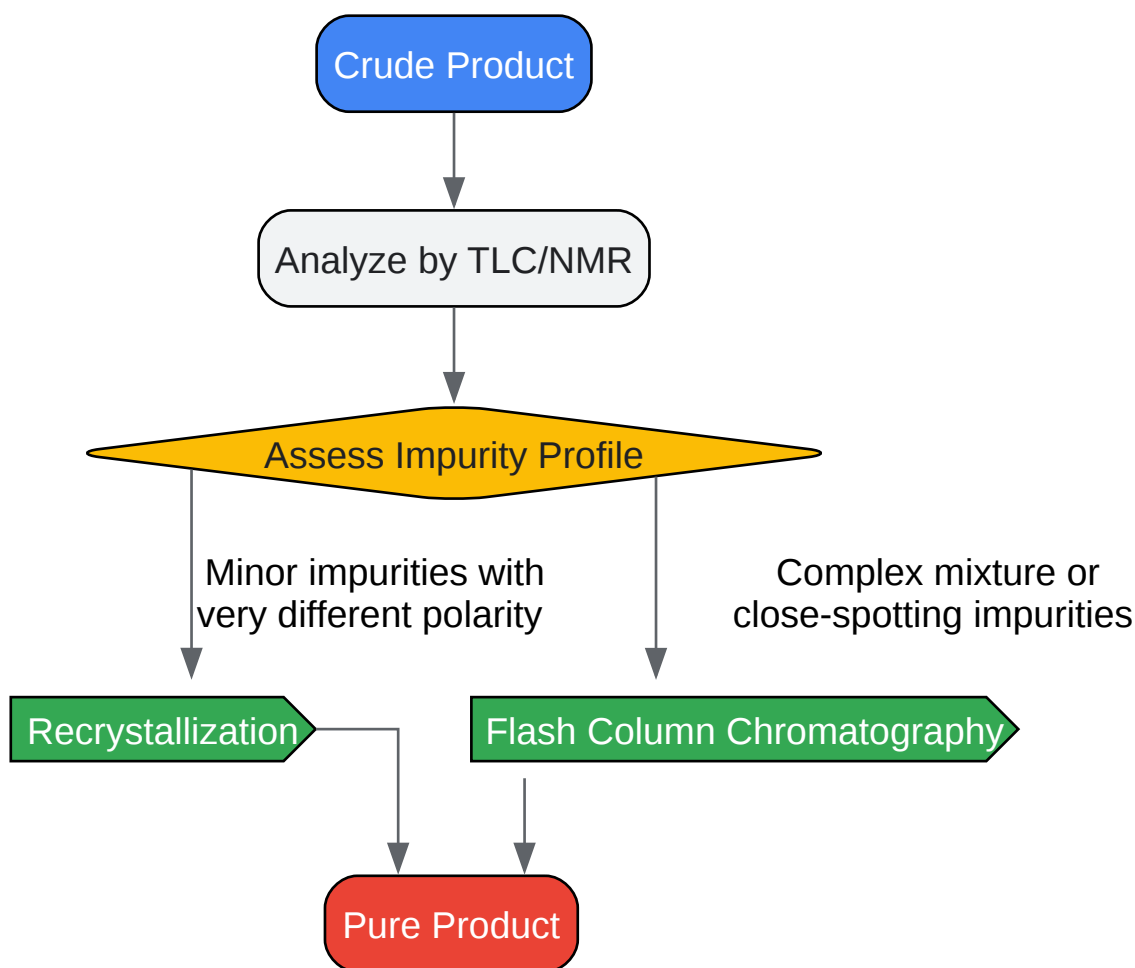 Crude Product
Analyze by TLC/NMR
Assess Impurity Profile
Minor impurities with
very different polarity
Complex mixture or
close-spotting impurities
Recrystallization
Flash Column Chromatography
Pure Product